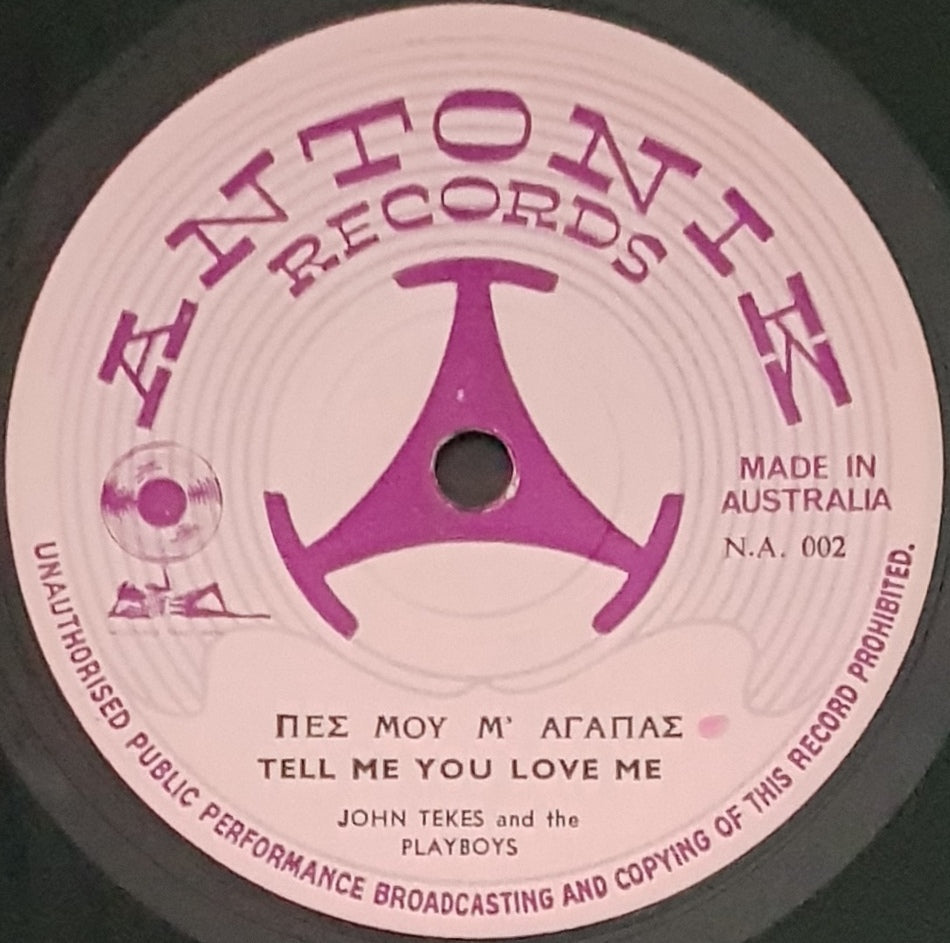 ANTONIK
RECORDS
MADE IN
AUSTRALIA
N.A. 002
ΠΕΣ ΜΟΥ Μ' ΑΓΑΠΑΣ
TELL ME YOU LOVE ME
JOHN TEKES and the
PLAYBOYS
UNAUTHORISED PUBLIC PERFORMANCE BROADCASTING AND COPYING OF THIS RECORD PROHIBITED.